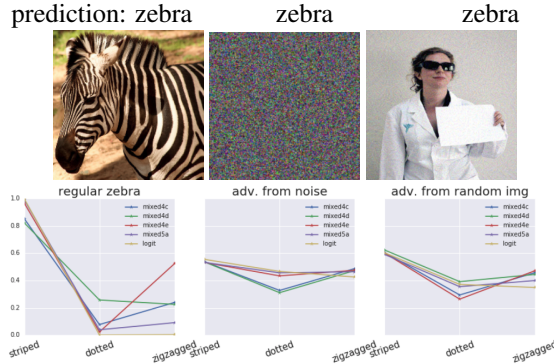 prediction: zebra zebra zebra
regular zebra adv. from noise adv. from random img
1.0 mixed4c mixed4c mixed4c
mixed4d mixed4d mixed4d
0.8 mixed4e mixed4e mixed4e
mixed5a mixed5a mixed5a
logit logit logit
0.6
0.4
0.2
0.0
striped dotted zigzagged striped dotted zigzagged striped dotted zigzagged